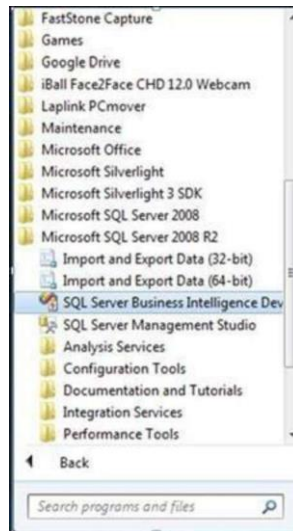 FastStone Capture
Games
Google Drive
iBall Face2Face CHD 12.0 Webcam
Laplink PCmover
Maintenance
Microsoft Office
Microsoft Silverlight
Microsoft Silverlight 3 SDK
Microsoft SQL Server 2008
Microsoft SQL Server 2008 R2
Import and Export Data (32-bit)
Import and Export Data (64-bit)
SQL Server Business Intelligence Dev
SQL Server Management Studio
Analysis Services
Configuration Tools
Documentation and Tutorials
Integration Services
Performance Tools
Back
Search programs and files